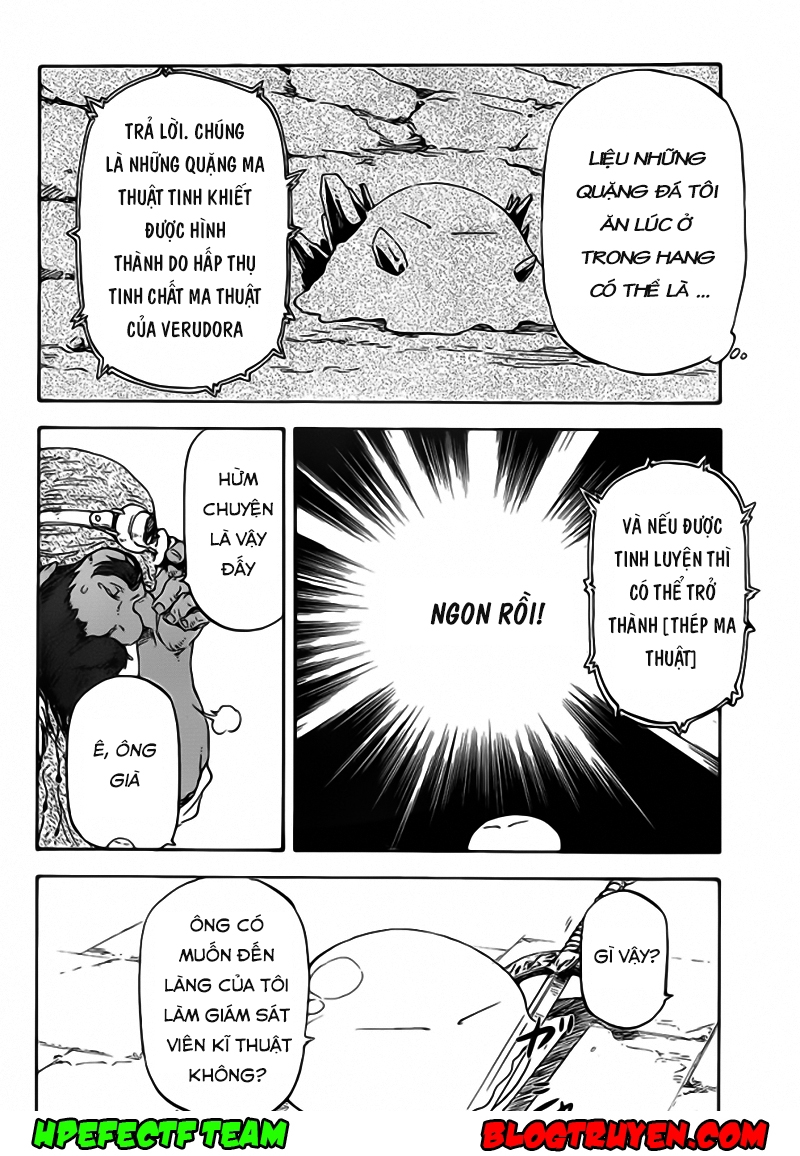 LIỆU NHỮNG
QUẶNG ĐÁ TÔI
ĂN LÚC Ở
TRONG HANG
CÓ THỂ LÀ ...
TRẢ LỜI. CHÚNG
LÀ NHỮNG QUẶNG MA
THUẬT TINH KHIẾT
ĐƯỢC HÌNH
THÀNH DO HẤP THỤ
TINH CHẤT MA THUẬT
CỦA VERUDORA
VÀ NẾU ĐƯỢC
TINH LUYỆN THÌ
CÓ THỂ TRỞ
THÀNH [THÉP MA
THUẬT]
NGON RỒI!
HỪM
CHUYỆN
LÀ VẬY
ĐẤY
Ê, ÔNG
GIÀ
GÌ VẬY?
ÔNG CÓ
MUỐN ĐẾN
LÀNG CỦA TÔI
LÀM GIÁM SÁT
VIÊN KĨ THUẬT
KHÔNG?
UPEFECTF TEAM
BLOGTRUYEN.COM